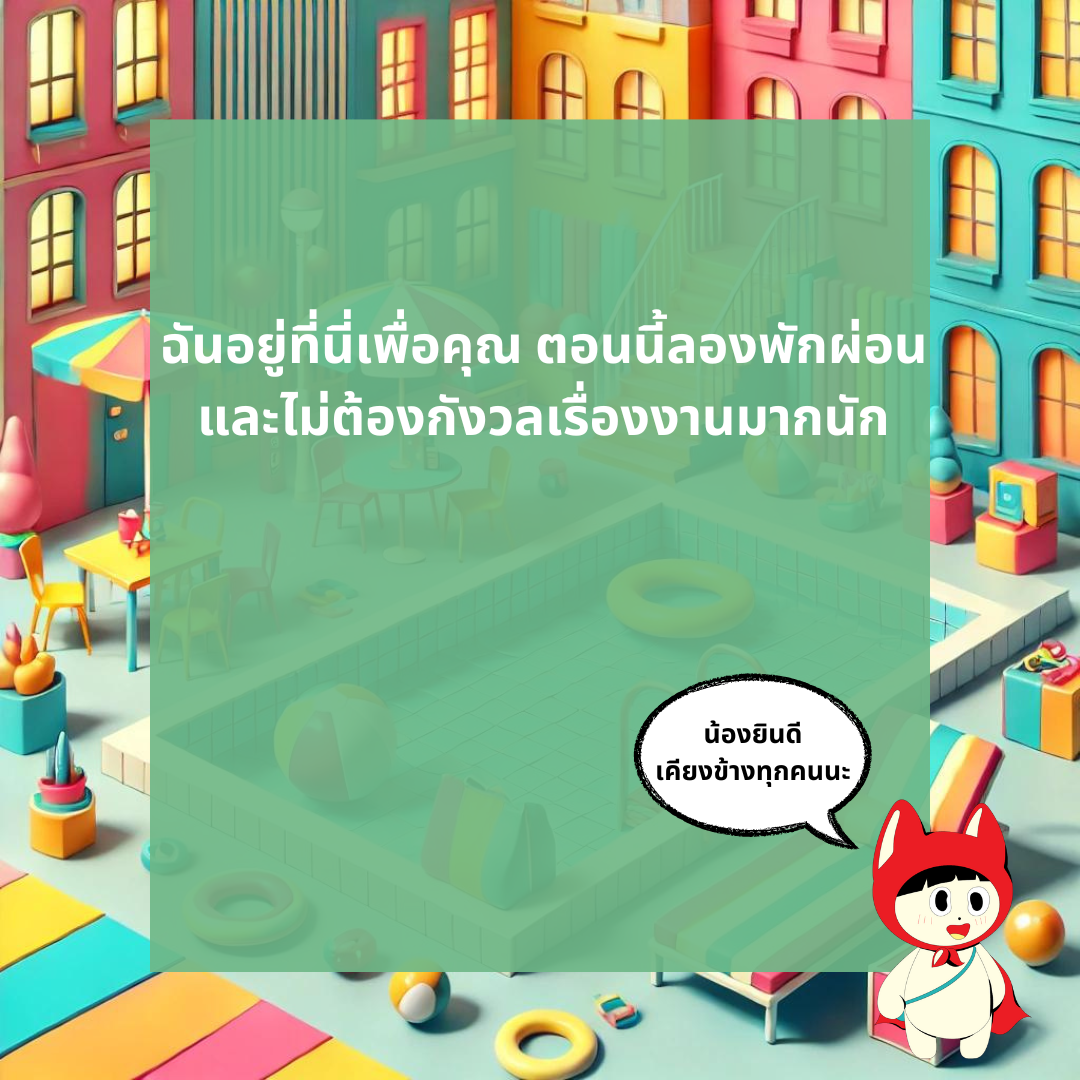 ฉันอยู่ที่นี่เพื่อคุณ ตอนนี้ลองพักผ่อน
และไม่ต้องกังวลเรื่องงานมากนัก
น้องยินดี
เคียงข้างทุกคนนะ